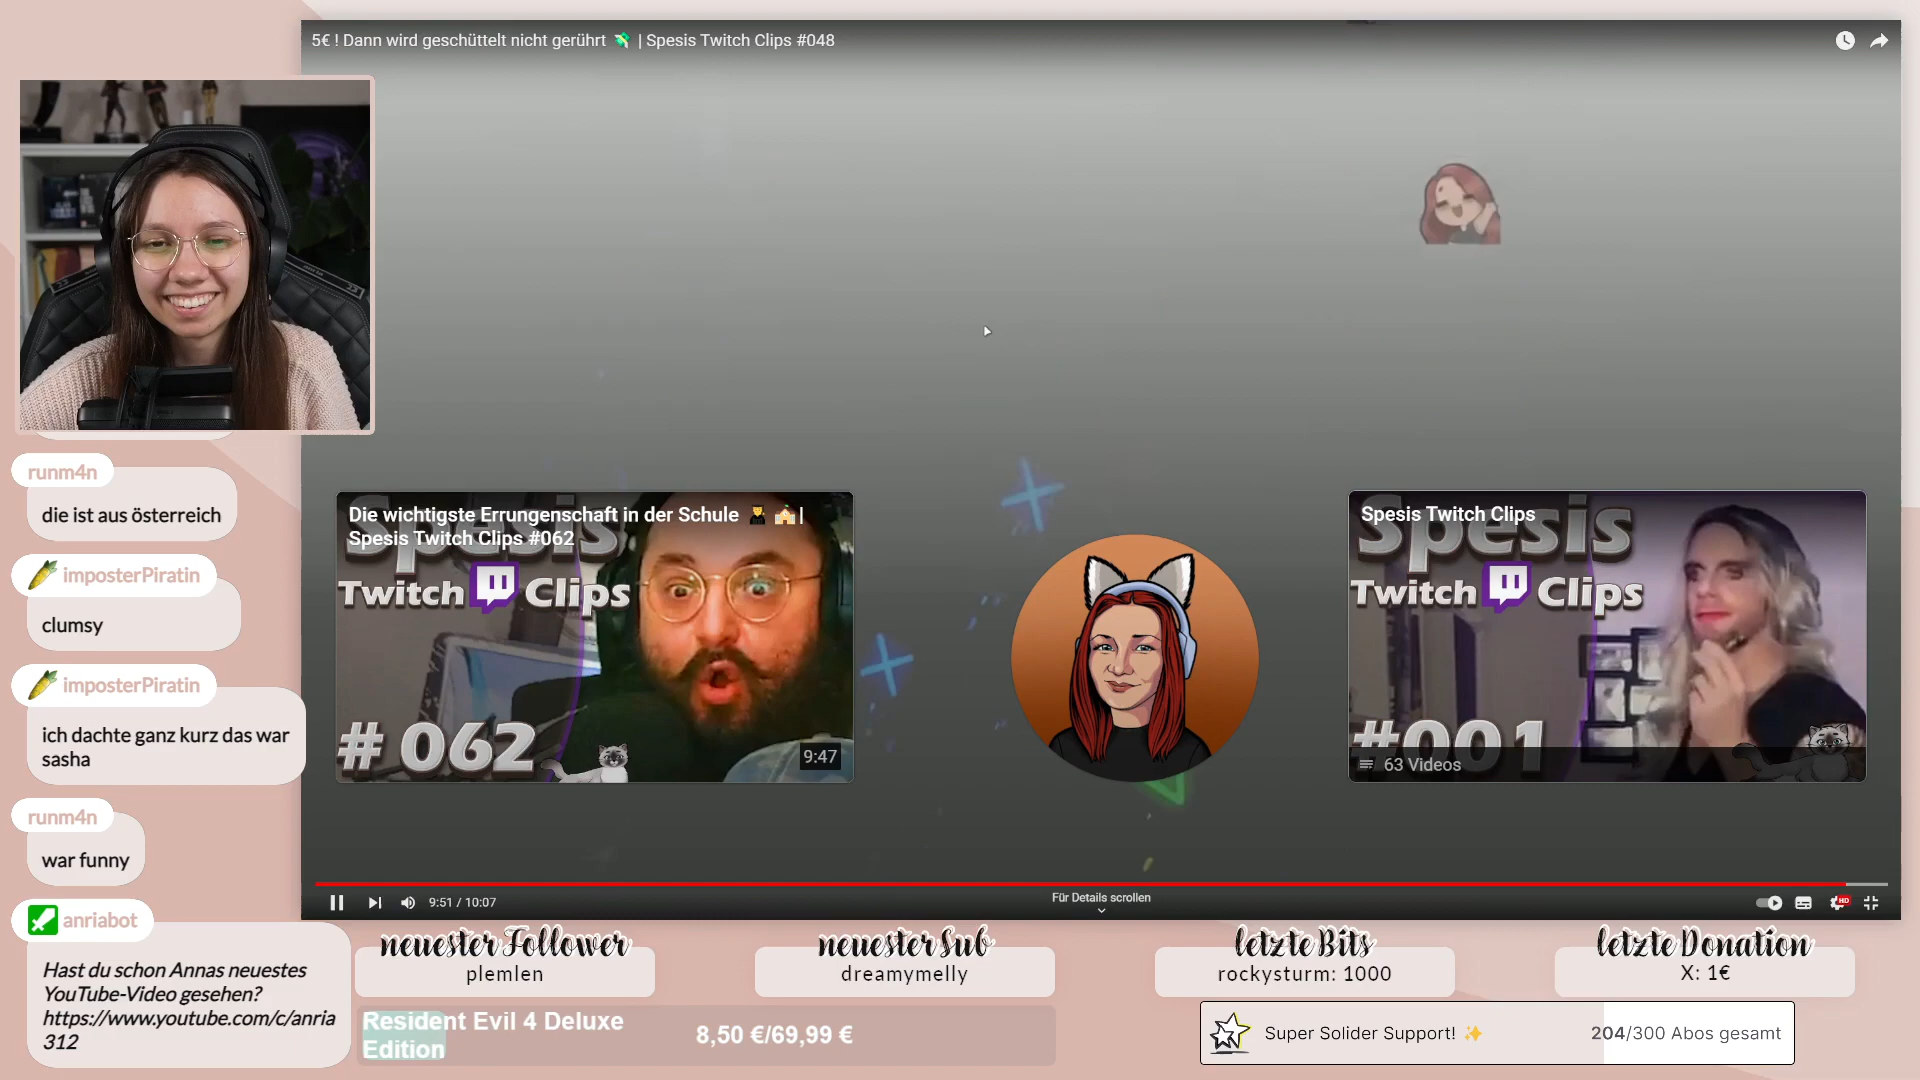 5€ ! Dann wird geschüttelt nicht gerührt 💸 | Spesis Twitch Clips #048
runm4n
die ist aus österreich
imposterPiratin
clumsy
imposterPiratin
ich dachte ganz kurz das war
sasha
runm4n
war funny
anriabot
Hast du schon Annas neuestes
YouTube-Video gesehen?
https://www.youtube.com/c/anria
312
Die wichtigste Errungenschaft in der Schule 👩‍🎓 🏫 |
Spesis Twitch Clips #062
Spesis
Twitch Clips
# 062
9:47
Spesis Twitch Clips
Spesis
Twitch Clips
#001
63 Videos
9:51 / 10:07
Für Details scrollen
HD
neuester Follower
plemlen
neuester Sub
dreamymelly
letzte Bits
rockysturm: 1000
letzte Donation
X: 1€
Resident Evil 4 Deluxe
Edition
8,50 €/69,99 €
Super Solider Support! ✨
204/300 Abos gesamt